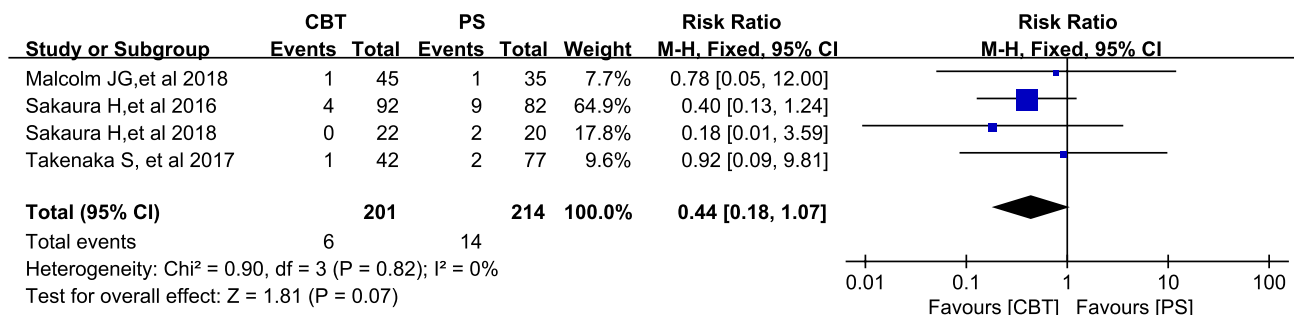 CBT PS Risk Ratio Risk Ratio
Study or Subgroup Events Total Events Total Weight M-H, Fixed, 95% CI M-H, Fixed, 95% CI
Malcolm JG,et al 2018 1 45 1 35 7.7% 0.78 [0.05, 12.00]
Sakaura H,et al 2016 4 92 9 82 64.9% 0.40 [0.13, 1.24]
Sakaura H,et al 2018 0 22 2 20 17.8% 0.18 [0.01, 3.59]
Takenaka S, et al 2017 1 42 2 77 9.6% 0.92 [0.09, 9.81]
Total (95% CI) 201 214 100.0% 0.44 [0.18, 1.07]
Total events 6 14
Heterogeneity: Chi² = 0.90, df = 3 (P = 0.82); I² = 0%
Test for overall effect: Z = 1.81 (P = 0.07)
0.01 0.1 1 10 100
Favours [CBT] Favours [PS]